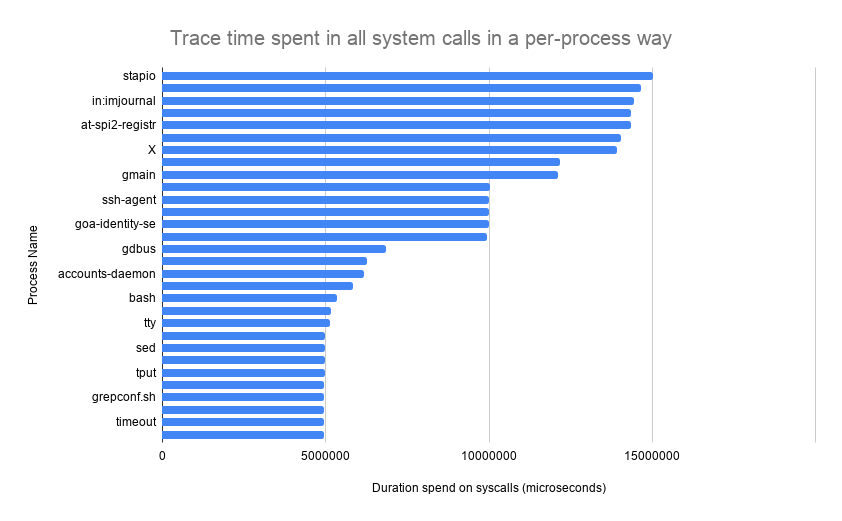 Trace time spent in all system calls in a per-process way
stapio
in:imjournal
at-spi2-registr
X
gmain
ssh-agent
goa-identity-se
gdbus
accounts-daemon
bash
tty
sed
tput
grepconf.sh
timeout
Process Name
0 5000000 10000000 15000000
Duration spend on syscalls (microseconds)